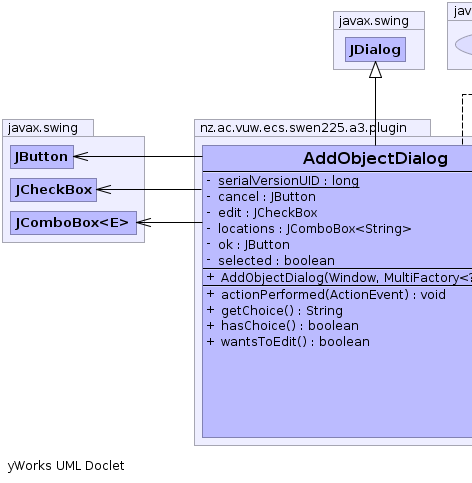 javax.swing
jav
JDialog
javax.swing
JButton
JCheckBox
JComboBox<E>
nz.ac.vuw.ecs.swen225.a3.plugin
AddObjectDialog
- serialVersionUID : long
- cancel : JButton
- edit : JCheckBox
- locations : JComboBox<String>
- ok : JButton
- selected : boolean
+ AddObjectDialog(Window, MultiFactory<?
+ actionPerformed(ActionEvent) : void
+ getChoice() : String
+ hasChoice() : boolean
+ wantsToEdit() : boolean
yWorks UML Doclet